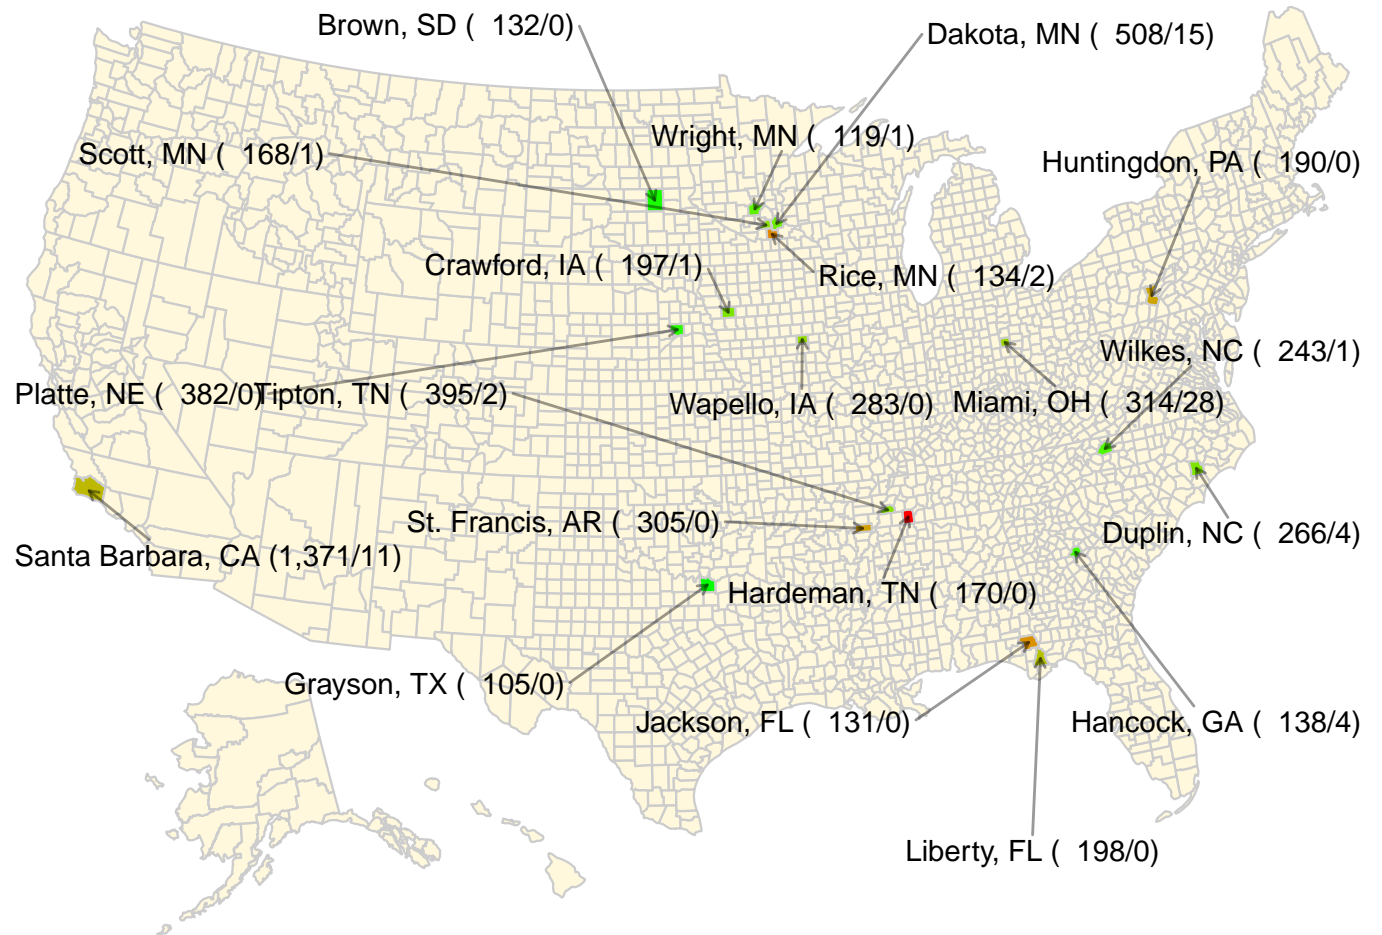 Brown, SD ( 132/0)
Dakota, MN ( 508/15)
Wright, MN ( 119/1)
Scott, MN ( 168/1)
Huntingdon, PA ( 190/0)
Crawford, IA ( 197/1)
Rice, MN ( 134/2)
Wilkes, NC ( 243/1)
Platte, NE ( 382/0)
Tipton, TN ( 395/2)
Wapello, IA ( 283/0)
Miami, OH ( 314/28)
St. Francis, AR ( 305/0)
Duplin, NC ( 266/4)
Santa Barbara, CA (1,371/11)
Hardeman, TN ( 170/0)
Grayson, TX ( 105/0)
Jackson, FL ( 131/0)
Hancock, GA ( 138/4)
Liberty, FL ( 198/0)